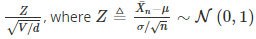 Z/√(V/d), where Z ≜ (X̄ₙ−μ)/(σ/√n) ∼ 𝒩 (0, 1)